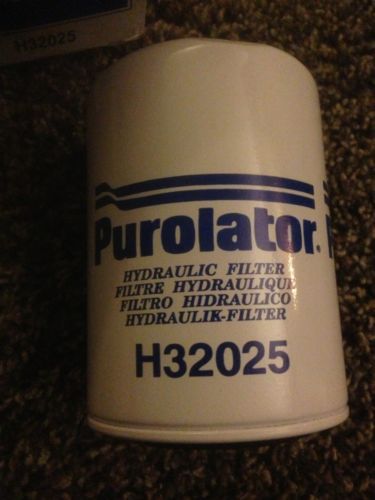 H32025
Purolator®
HYDRAULIC FILTER
FILTRE HYDRAULIQUE
FILTRO HIDRAULICO
HYDRAULIK-FILTER
H32025